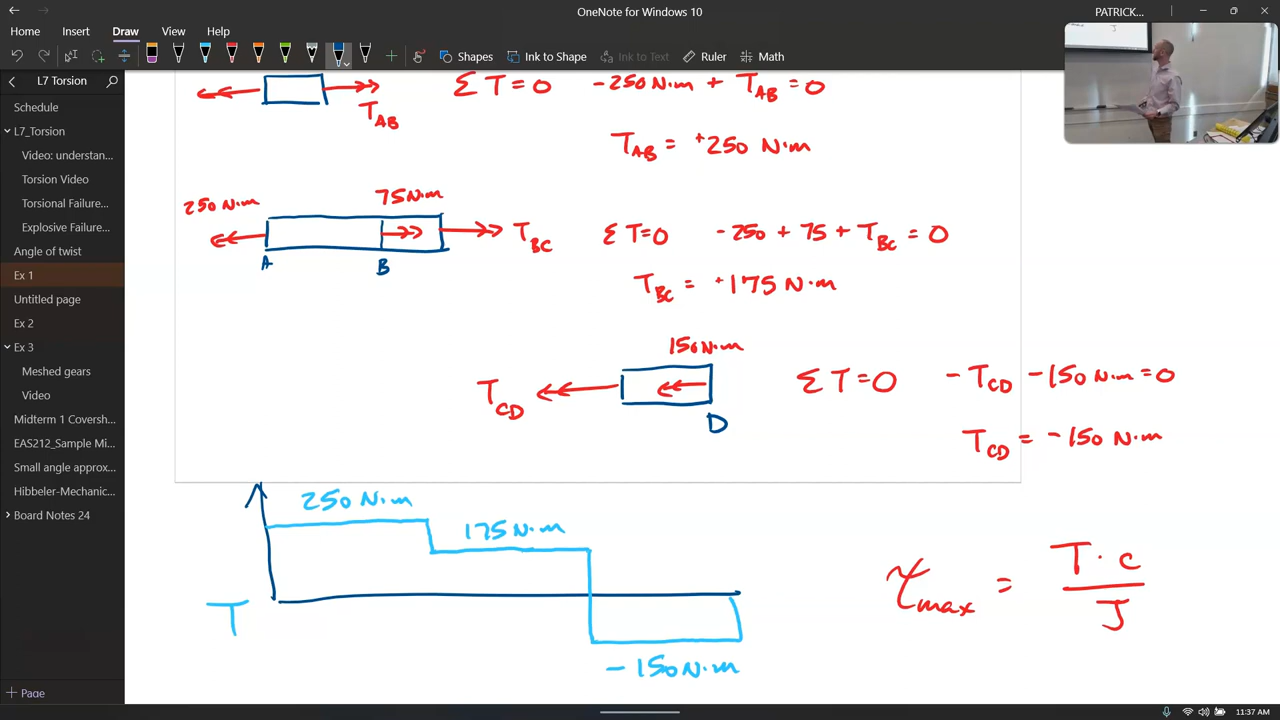 OneNote for Windows 10
PATRICK...
Home
Insert
Draw
View
Help
Shapes
Ink to Shape
Ink to Text
Ruler
Math
L7 Torsion
Schedule
L7_Torsion
Video: understan...
Torsion Video
Torsional Failure...
Explosive Failure...
Angle of twist
Ex 1
Untitled page
Ex 2
Ex 3
Meshed gears
Video
Midterm 1 Coversh...
EAS212_Sample Mi...
Small angle approx...
Hibbeler-Mechanic...
Board Notes 24
Page
T_AB
ΣT=0 -250 N·m + T_AB = 0
T_AB = +250 N·m
250 N·m
75 N·m
T_BC
A
B
ΣT=0 -250 + 75 + T_BC = 0
T_BC = +175 N·m
150 N·m
T_CD
D
ΣT=0 -T_CD - 150 N·m = 0
T_CD = -150 N·m
250 N·m
175 N·m
T
-150 N·m
τ_max = T·c / J
11:37 AM